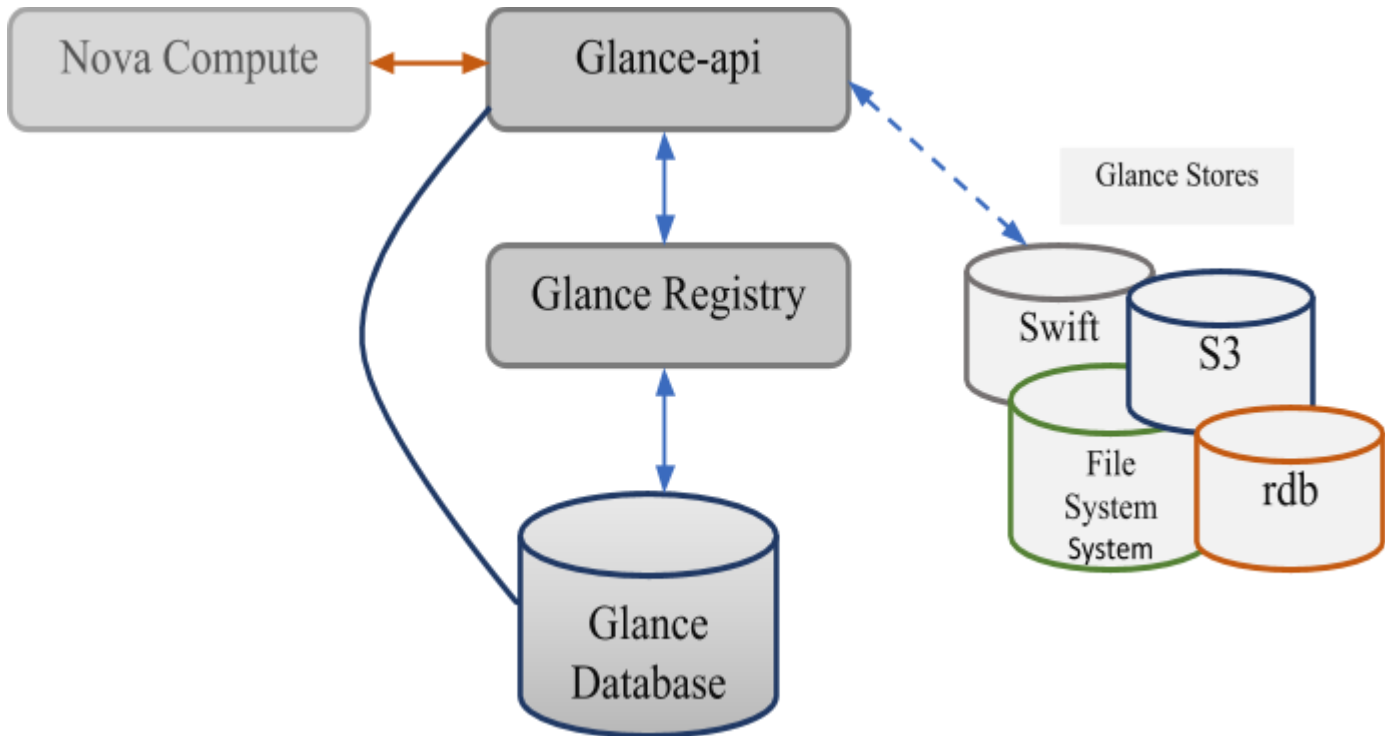 Nova Compute
Glance-api
Glance Stores
Glance Registry
Swift
S3
File
System
System
rdb
Glance
Database